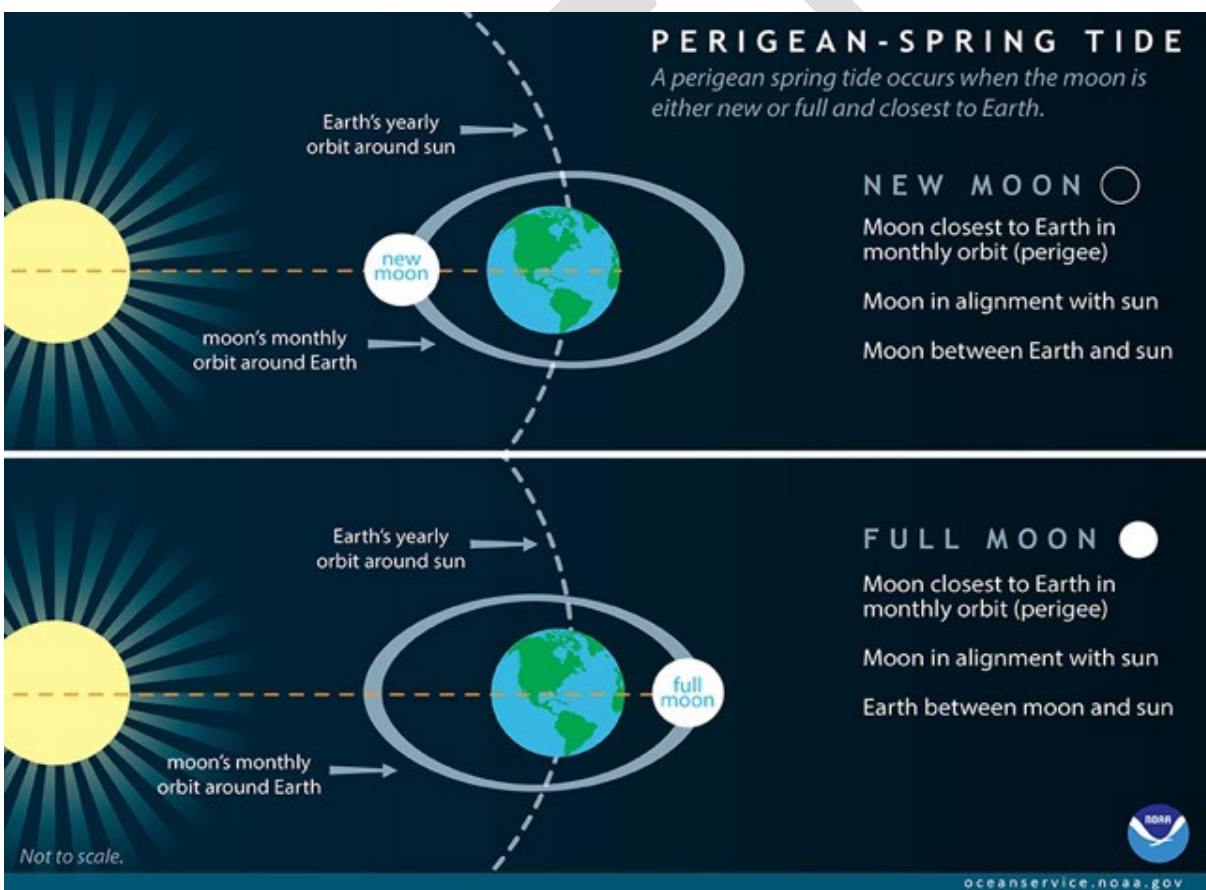 PERIGEAN-SPRING TIDE
A perigean spring tide occurs when the moon is
either new or full and closest to Earth.
Earth's yearly
orbit around sun
new
moon
moon's monthly
orbit around Earth
NEW MOON
Moon closest to Earth in
monthly orbit (perigee)
Moon in alignment with sun
Moon between Earth and sun
Earth's yearly
orbit around sun
full
moon
moon's monthly
orbit around Earth
FULL MOON
Moon closest to Earth in
monthly orbit (perigee)
Moon in alignment with sun
Earth between moon and sun
Not to scale.
NOAA
oceanservice.noaa.gov